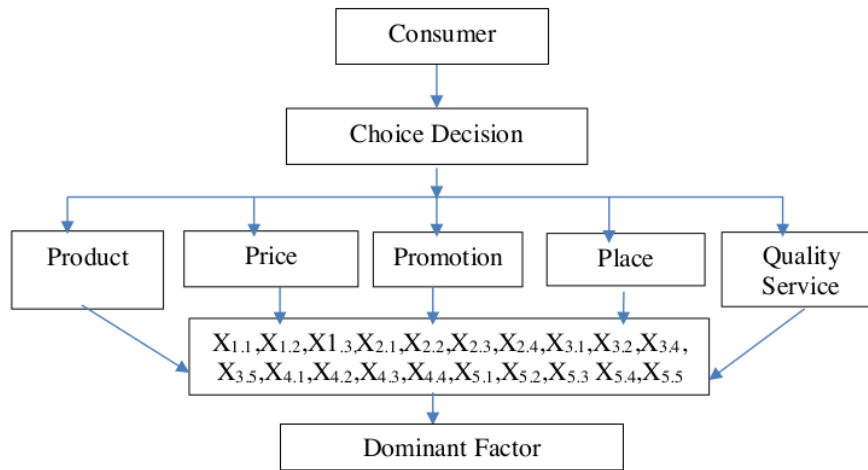 Consumer
Choice Decision
Product Price Promotion Place Quality
Service
X1.1,X1.2,X1.3,X2.1,X2.2,X2.3,X2.4,X3.1,X3.2,X3.4,
X3.5,X4.1,X4.2,X4.3,X4.4,X5.1,X5.2,X5.3 X5.4,X5.5
Dominant Factor